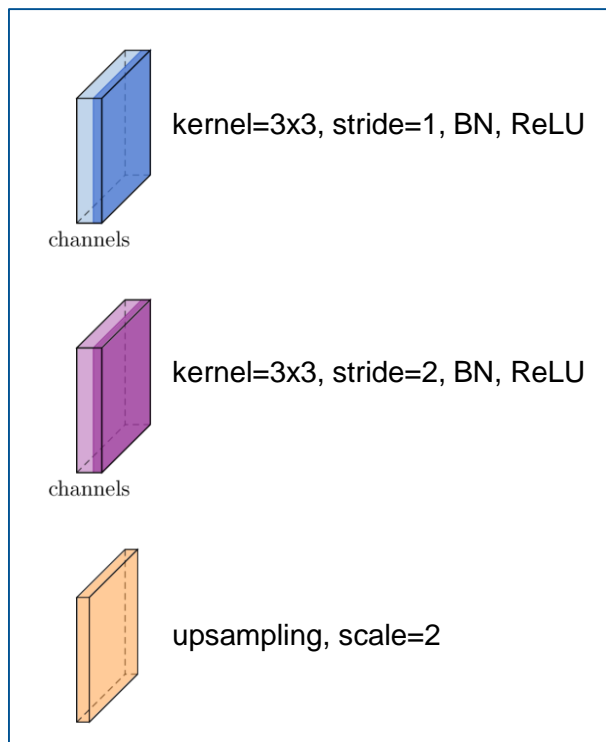 kernel=3x3, stride=1, BN, ReLU
channels
kernel=3x3, stride=2, BN, ReLU
channels
upsampling, scale=2